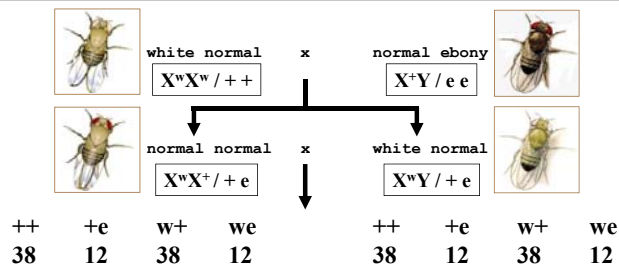 white normal x normal ebony
XʷXʷ / + + X⁺Y / e e
normal normal x white normal
XʷX⁺ / + e XʷY / + e
++ +e w+ we ++ +e w+ we
38 12 38 12 38 12 38 12